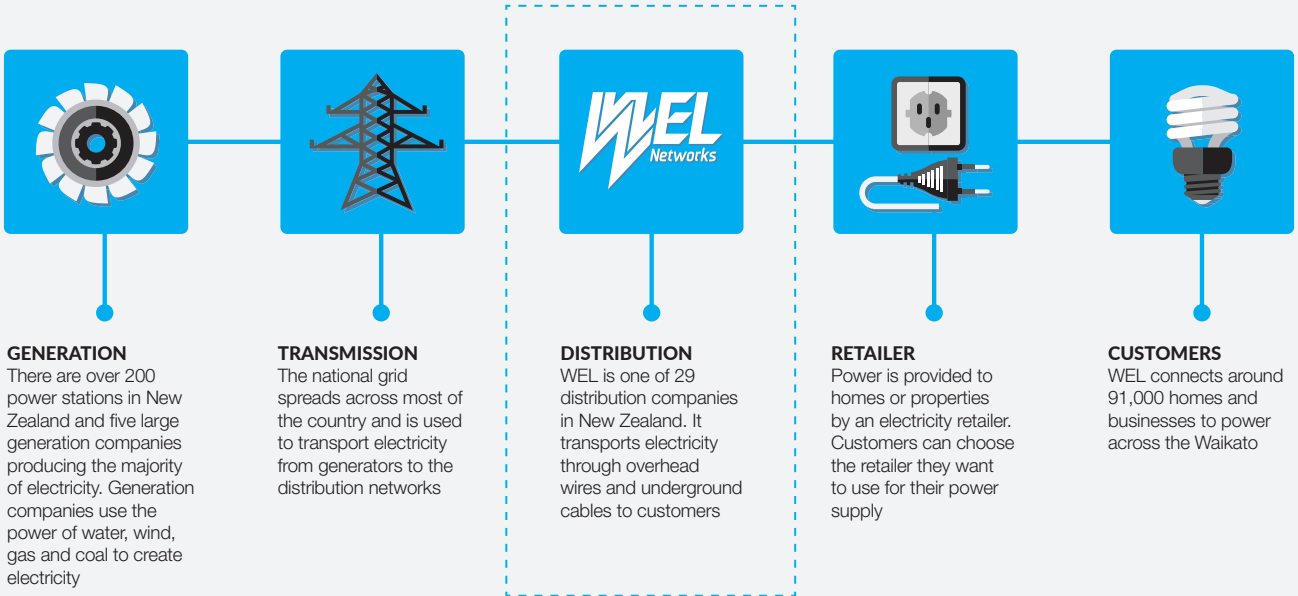 WEL
Networks
GENERATION
There are over 200
power stations in New
Zealand and five large
generation companies
producing the majority
of electricity. Generation
companies use the
power of water, wind,
gas and coal to create
electricity
TRANSMISSION
The national grid
spreads across most of
the country and is used
to transport electricity
from generators to the
distribution networks
DISTRIBUTION
WEL is one of 29
distribution companies
in New Zealand. It
transports electricity
through overhead
wires and underground
cables to customers
RETAILER
Power is provided to
homes or properties
by an electricity retailer.
Customers can choose
the retailer they want
to use for their power
supply
CUSTOMERS
WEL connects around
91,000 homes and
businesses to power
across the Waikato